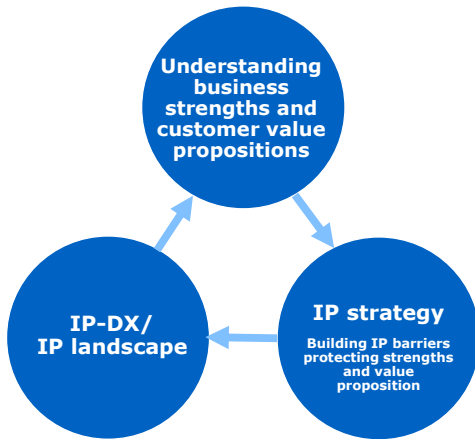 Understanding
business
strengths and
customer value
propositions
IP-DX/
IP landscape
IP strategy
Building IP barriers
protecting strengths
and value
proposition